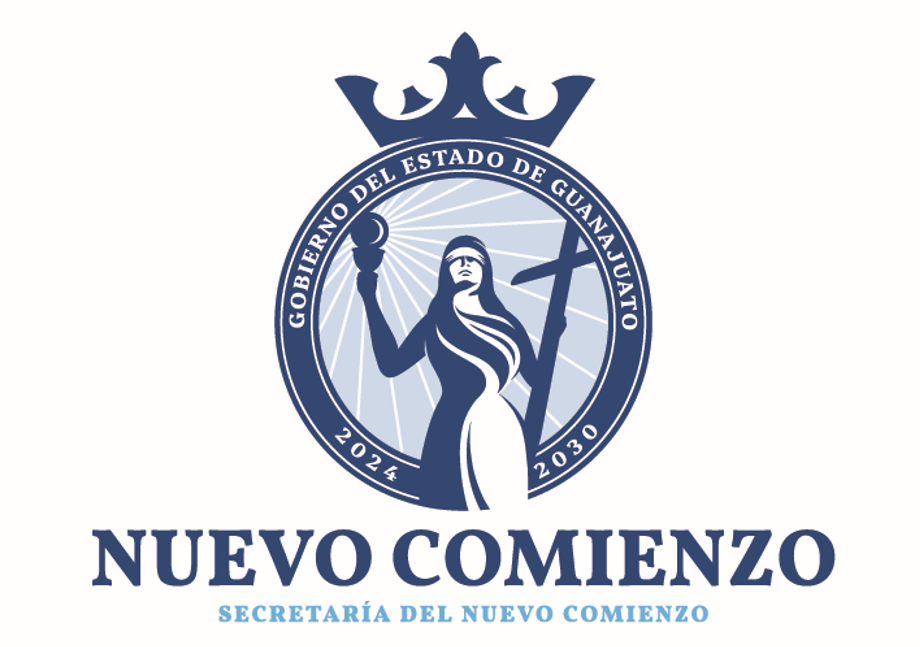 GOBIERNO DEL ESTADO DE GUANAJUATO
2024
2030
NUEVO COMIENZO
SECRETARÍA DEL NUEVO COMIENZO